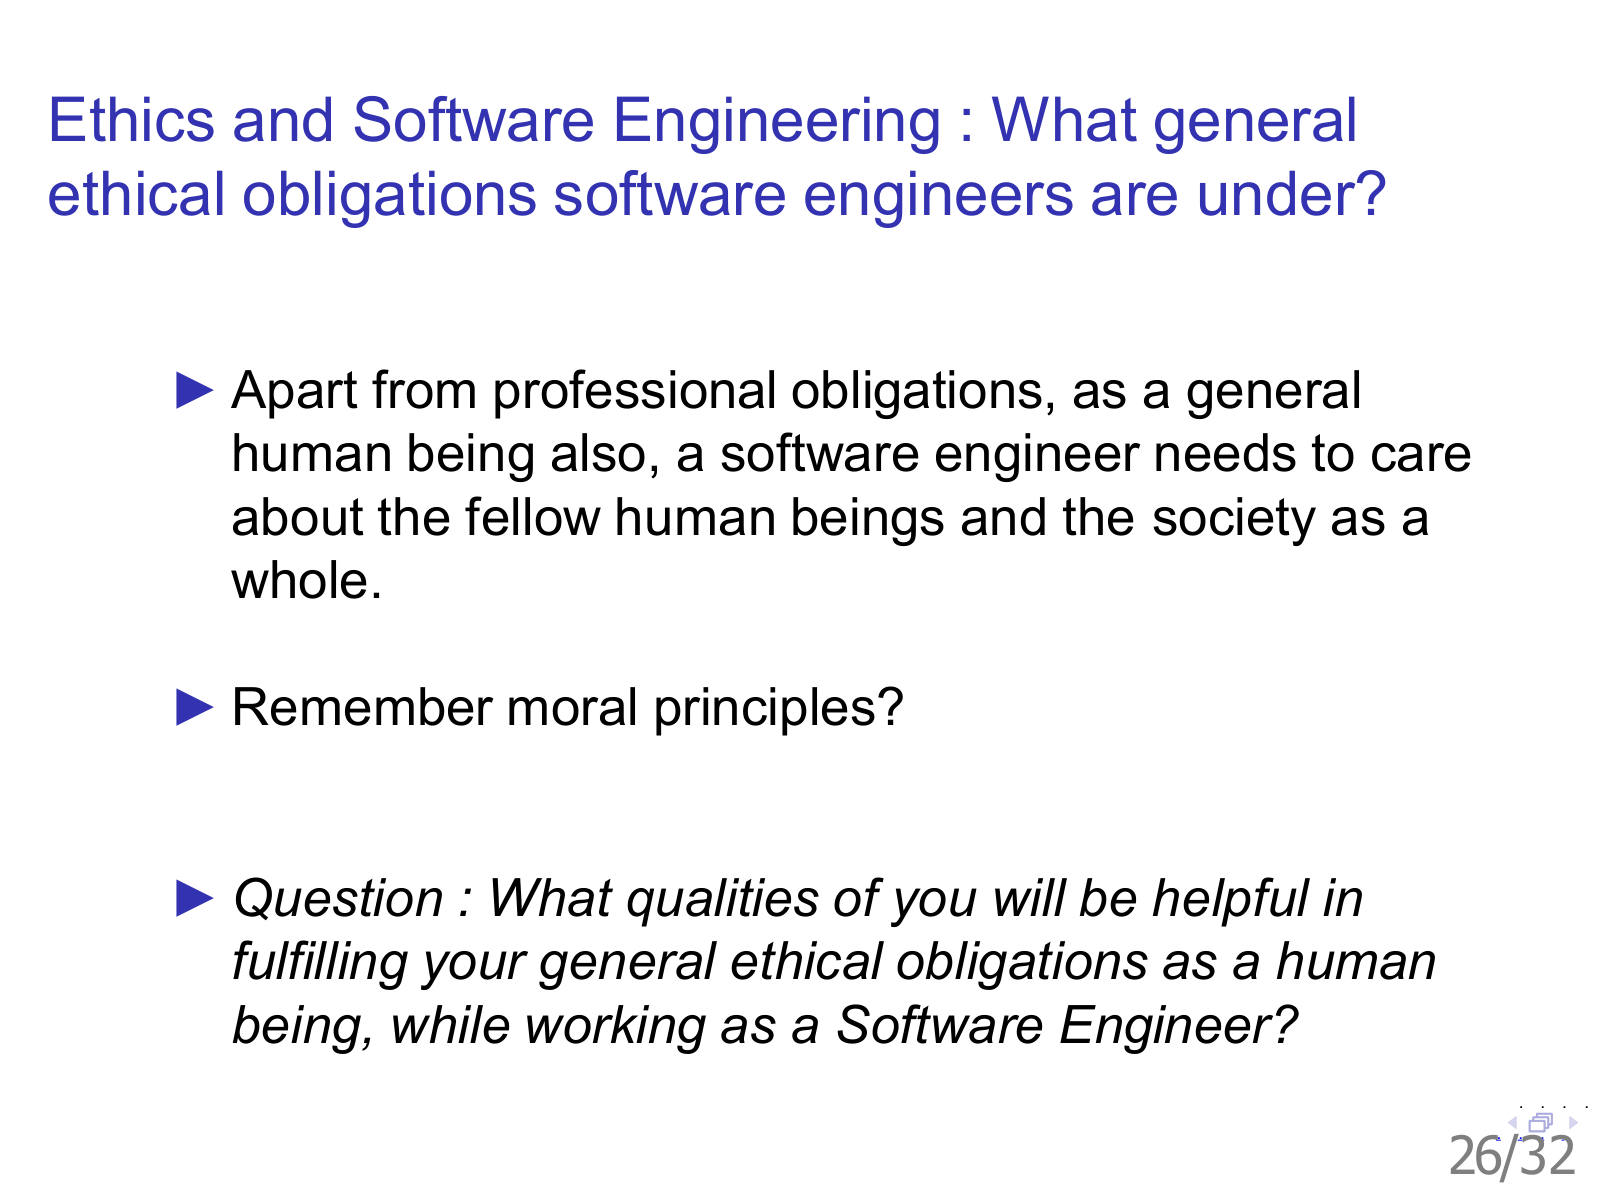 Ethics and Software Engineering : What general
ethical obligations software engineers are under?
► Apart from professional obligations, as a general
human being also, a software engineer needs to care
about the fellow human beings and the society as a
whole.
► Remember moral principles?
► Question : What qualities of you will be helpful in
fulfilling your general ethical obligations as a human
being, while working as a Software Engineer?
26/32